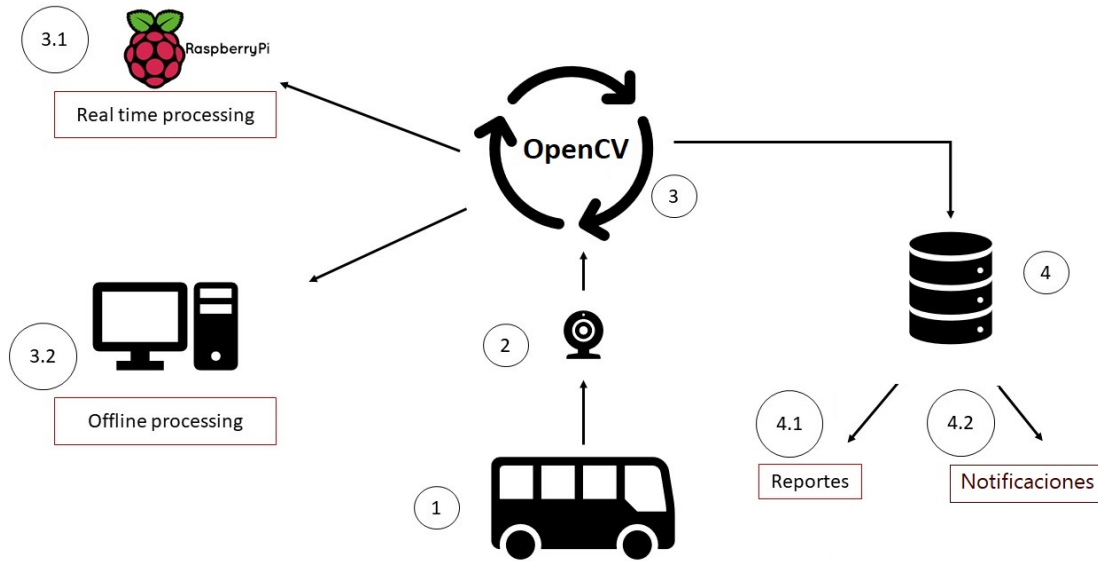 3.1
RaspberryPi
Real time processing
OpenCV
3
4
3.2
2
Offline processing
4.1
4.2
Reportes
Notificaciones
1